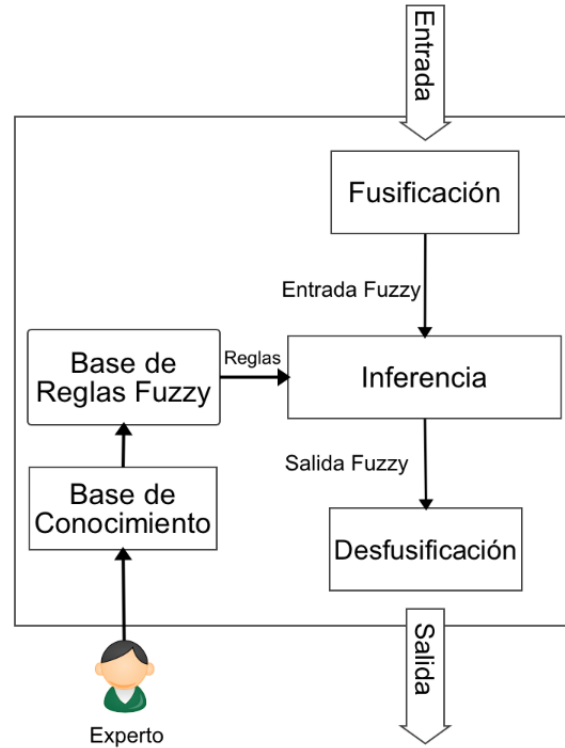 Entrada
Fusificación
Entrada Fuzzy
Base de
Reglas Fuzzy
Reglas
Inferencia
Salida Fuzzy
Base de
Conocimiento
Desfusificación
Salida
Experto